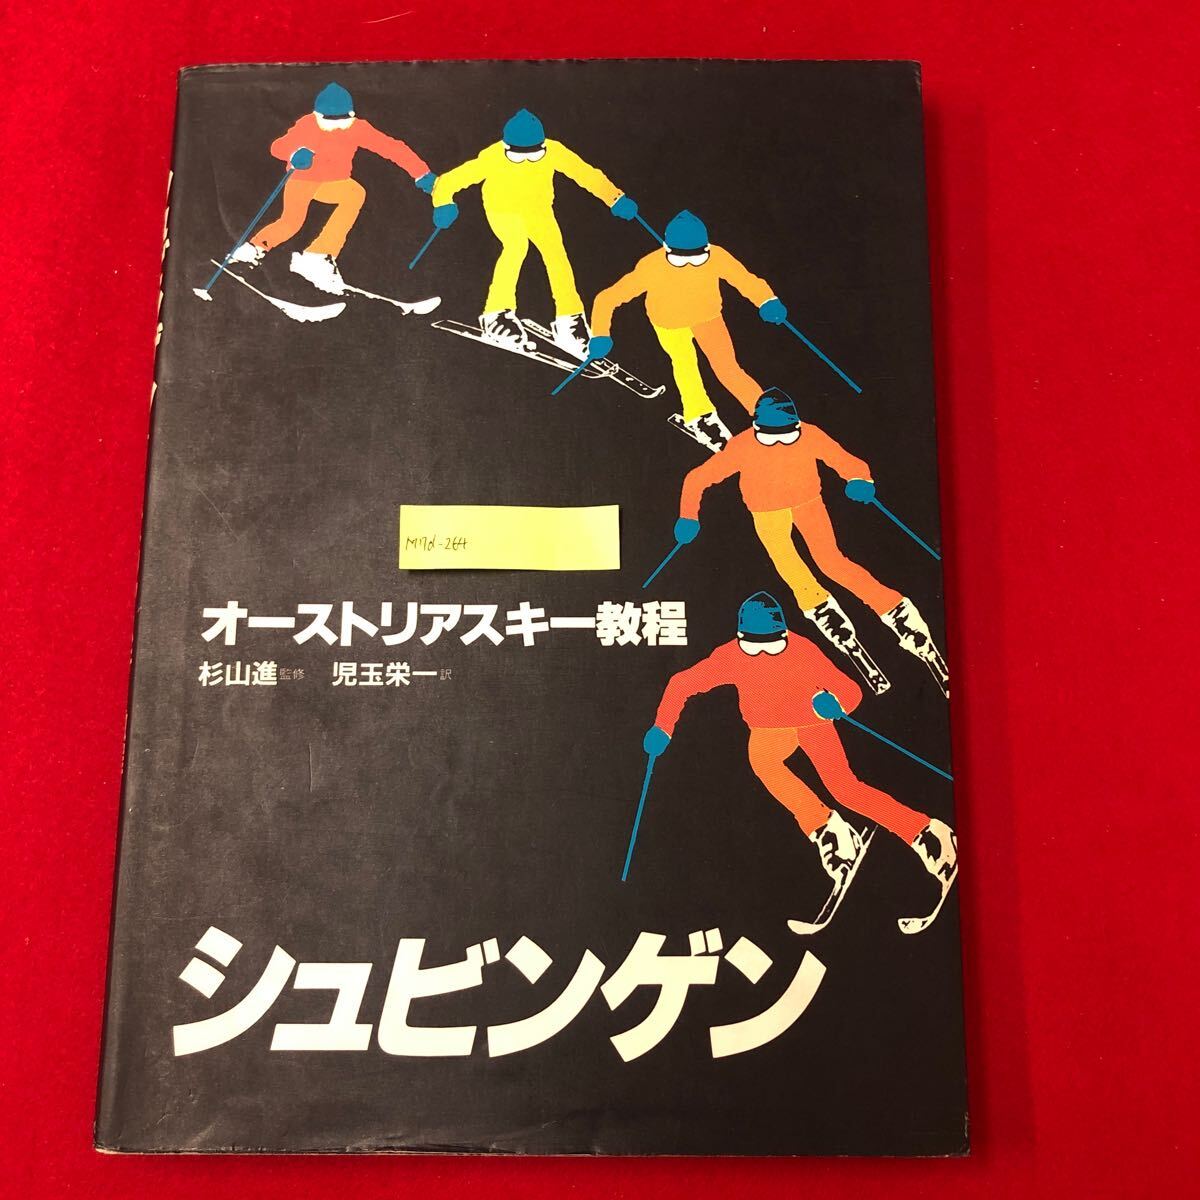 M17d-264
オーストリアスキー教程
杉山進監修 児玉栄一訳
シュビンゲン